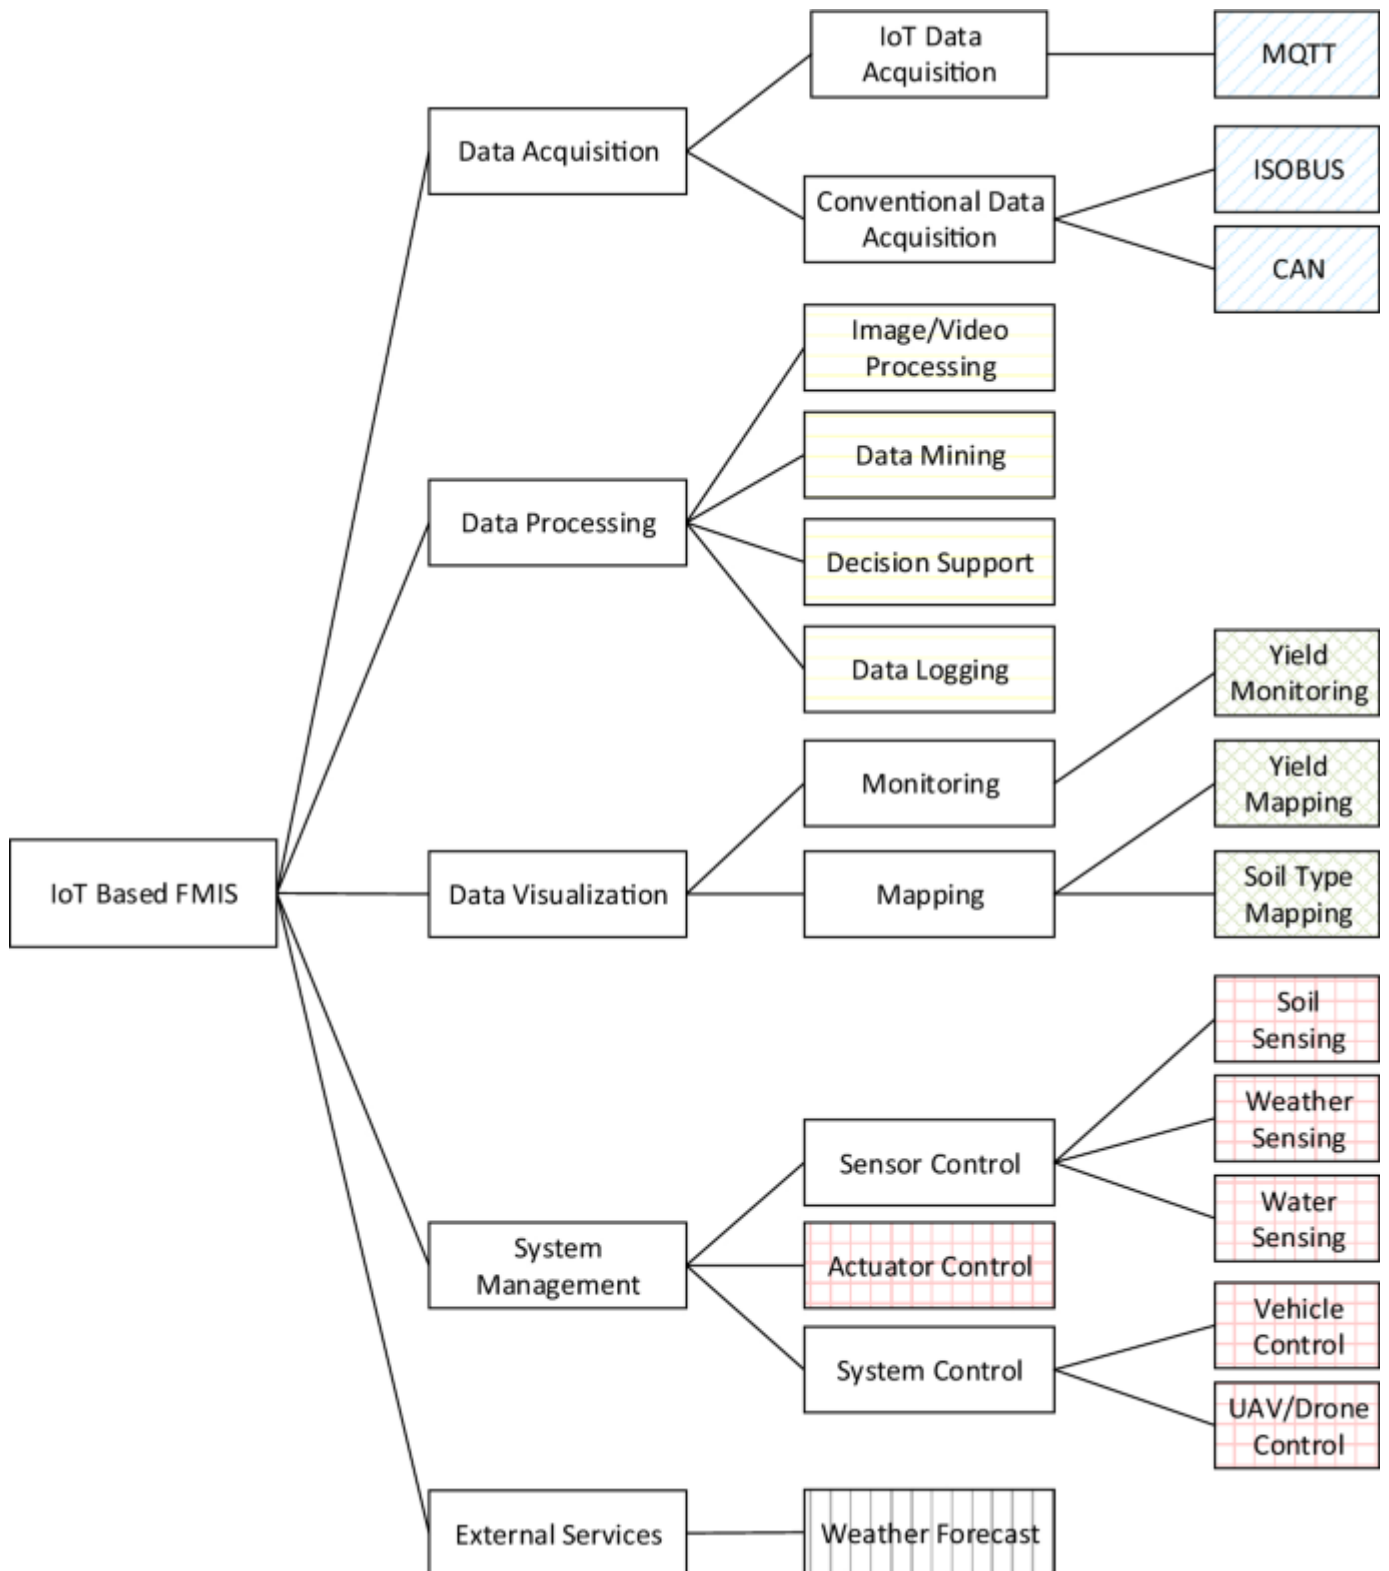 IoT Data
Acquisition
MQTT
Data Acquisition
ISOBUS
Conventional Data
Acquisition
CAN
Image/Video
Processing
Data Mining
Data Processing
Decision Support
Data Logging
Yield
Monitoring
Monitoring
Yield
Mapping
IoT Based FMIS
Data Visualization
Mapping
Soil Type
Mapping
Soil
Sensing
Weather
Sensing
Sensor Control
Water
Sensing
System
Management
Actuator Control
Vehicle
Control
System Control
UAV/Drone
Control
External Services
Weather Forecast